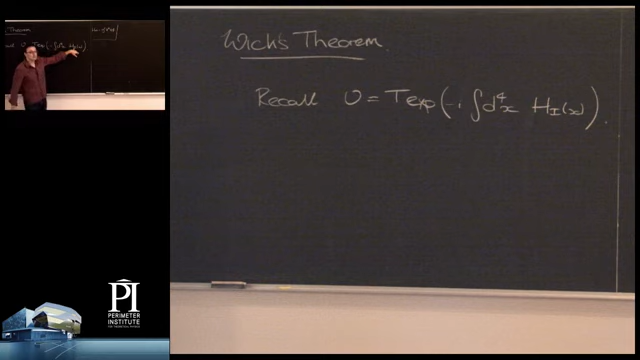 Wick's Theorem.
Recall U = T exp(-i ∫d⁴x H_I(x)).
PI
PERIMETER
INSTITUTE
FOR THEORETICAL PHYSICS